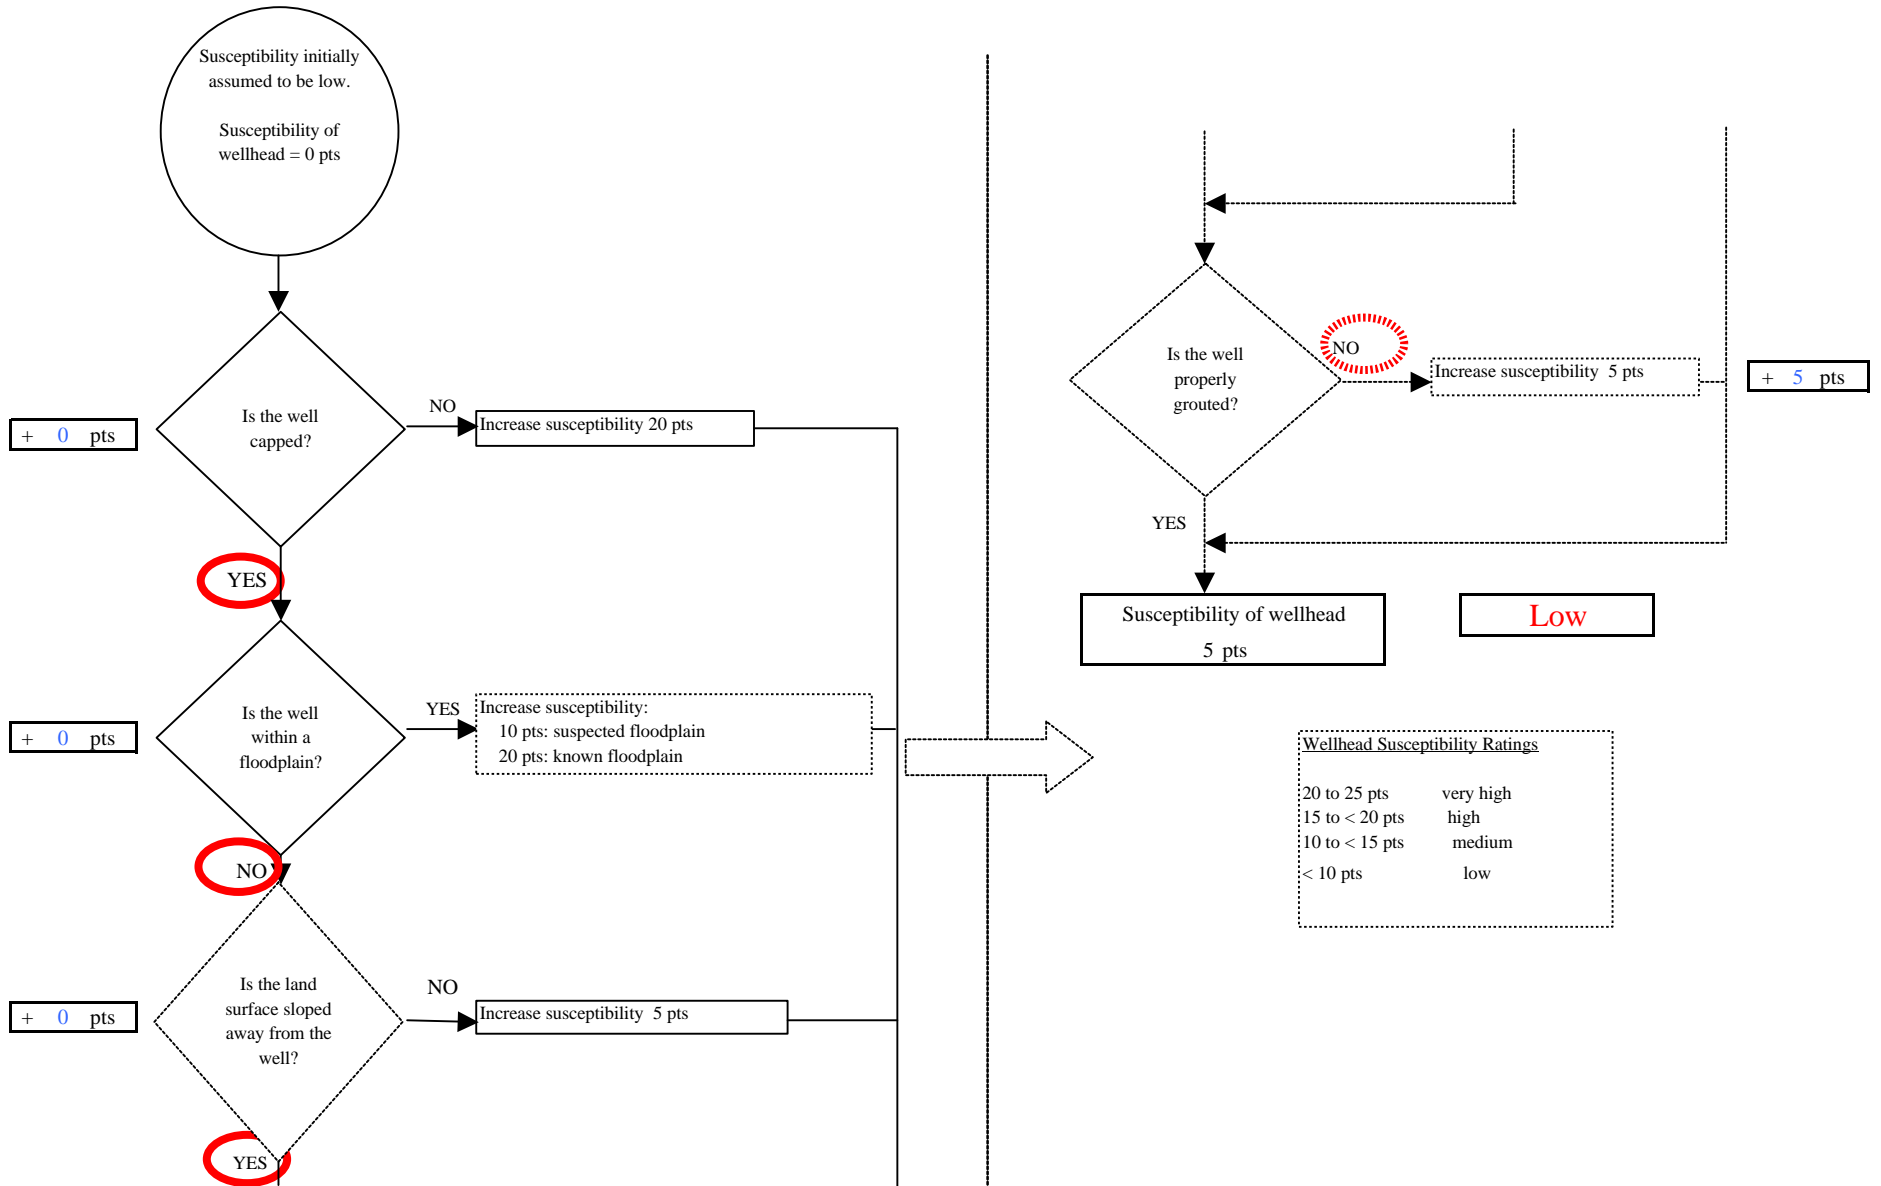 Susceptibility initially
assumed to be low.
Susceptibility of
wellhead = 0 pts
Is the well
capped?
NO
Increase susceptibility 20 pts
+ 0 pts
YES
Is the well
within a
floodplain?
YES
Increase susceptibility:
10 pts: suspected floodplain
20 pts: known floodplain
+ 0 pts
NO
Is the land
surface sloped
away from the
well?
NO
Increase susceptibility 5 pts
+ 0 pts
YES
Is the well
properly
grouted?
NO
Increase susceptibility 5 pts
+ 5 pts
YES
Susceptibility of wellhead
5 pts
Low
Wellhead Susceptibility Ratings
20 to 25 pts very high
15 to < 20 pts high
10 to < 15 pts medium
< 10 pts low